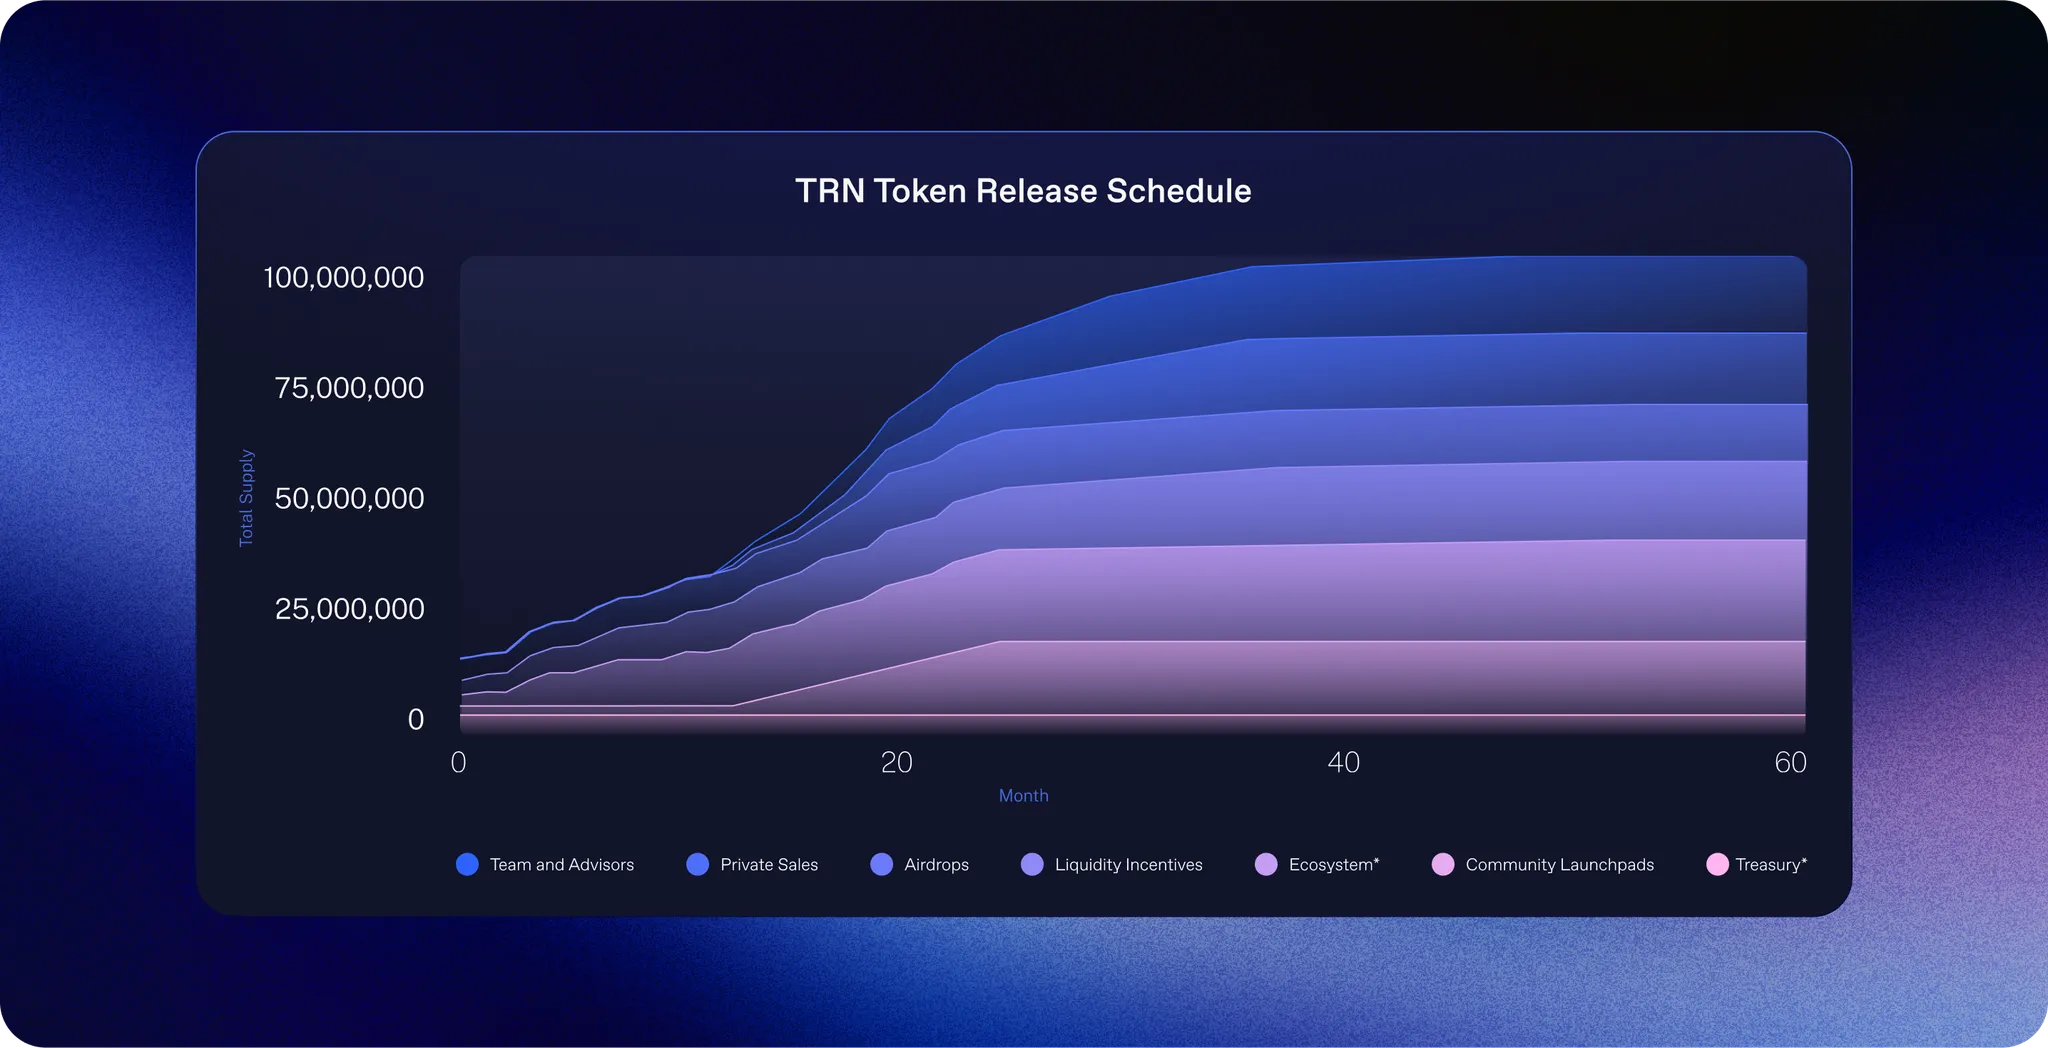 TRN Token Release Schedule
100,000,000
75,000,000
50,000,000
25,000,000
0
Total Supply
0 20 40 60
Month
Team and Advisors Private Sales Airdrops Liquidity Incentives Ecosystem* Community Launchpads Treasury*